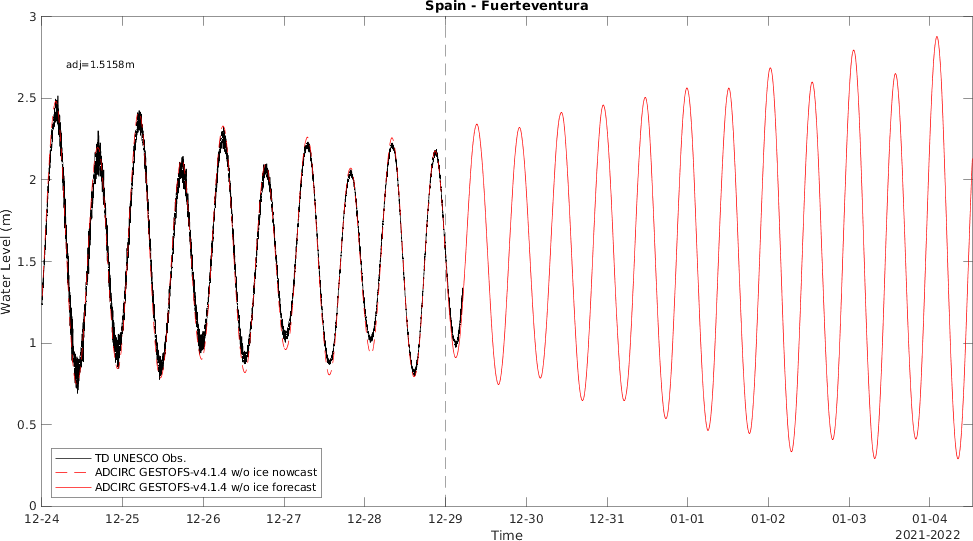 Spain - Fuerteventura
adj=1.5158m
3
2.5
2
1.5
1
0.5
0
Water Level (m)
TD UNESCO Obs.
ADCIRC GESTOFS-v4.1.4 w/o ice nowcast
ADCIRC GESTOFS-v4.1.4 w/o ice forecast
12-24 12-25 12-26 12-27 12-28 12-29 12-30 12-31 01-01 01-02 01-03 01-04
Time
2021-2022